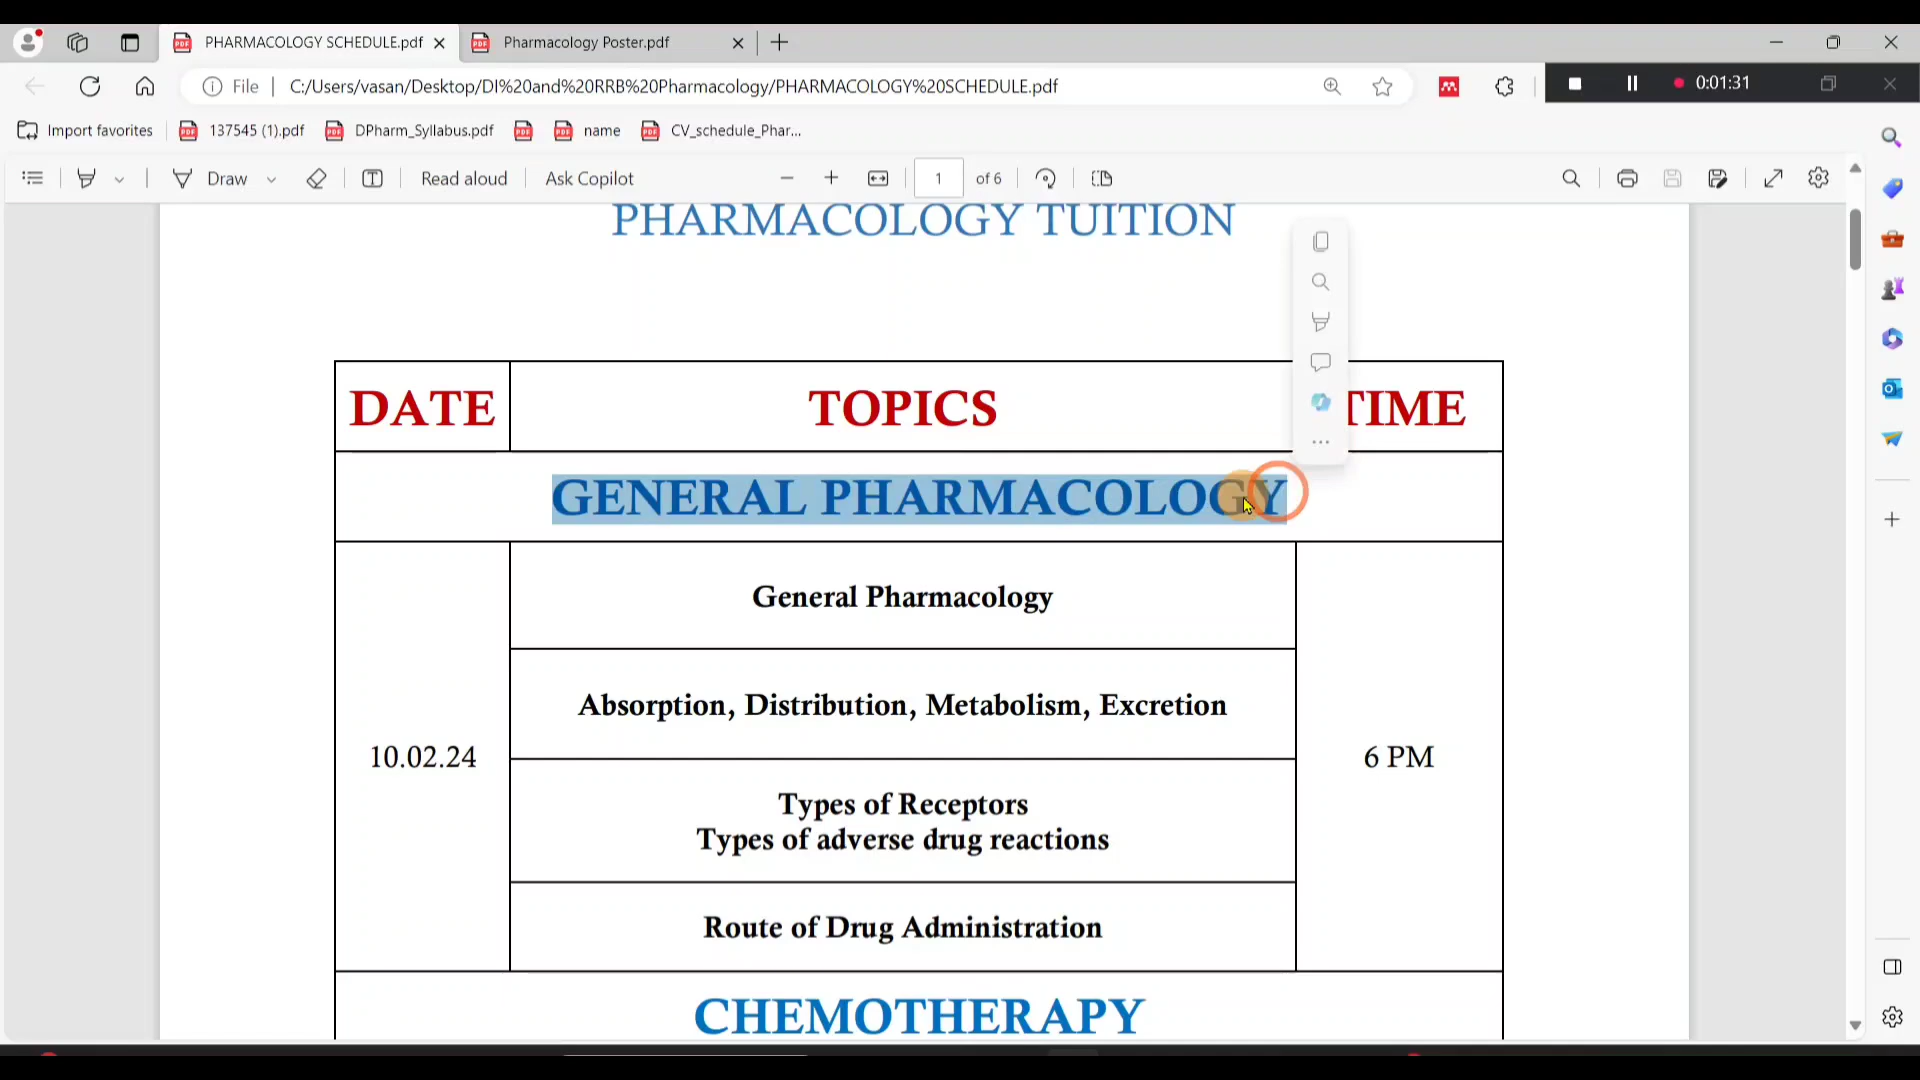 PHARMACOLOGY SCHEDULE.pdf
Pharmacology Poster.pdf
File
C:/Users/vasan/Desktop/DI%20and%20RRB%20Pharmacology/PHARMACOLOGY%20SCHEDULE.pdf
0:01:31
Import favorites
137545 (1).pdf
DPharm_Syllabus.pdf
name
CV_schedule_Phar...
Draw
Read aloud
Ask Copilot
1 of 6
PHARMACOLOGY TUITION
DATE TOPICS TIME
GENERAL PHARMACOLOGY
General Pharmacology
Absorption, Distribution, Metabolism, Excretion
10.02.24
6 PM
Types of Receptors
Types of adverse drug reactions
Route of Drug Administration
CHEMOTHERAPY